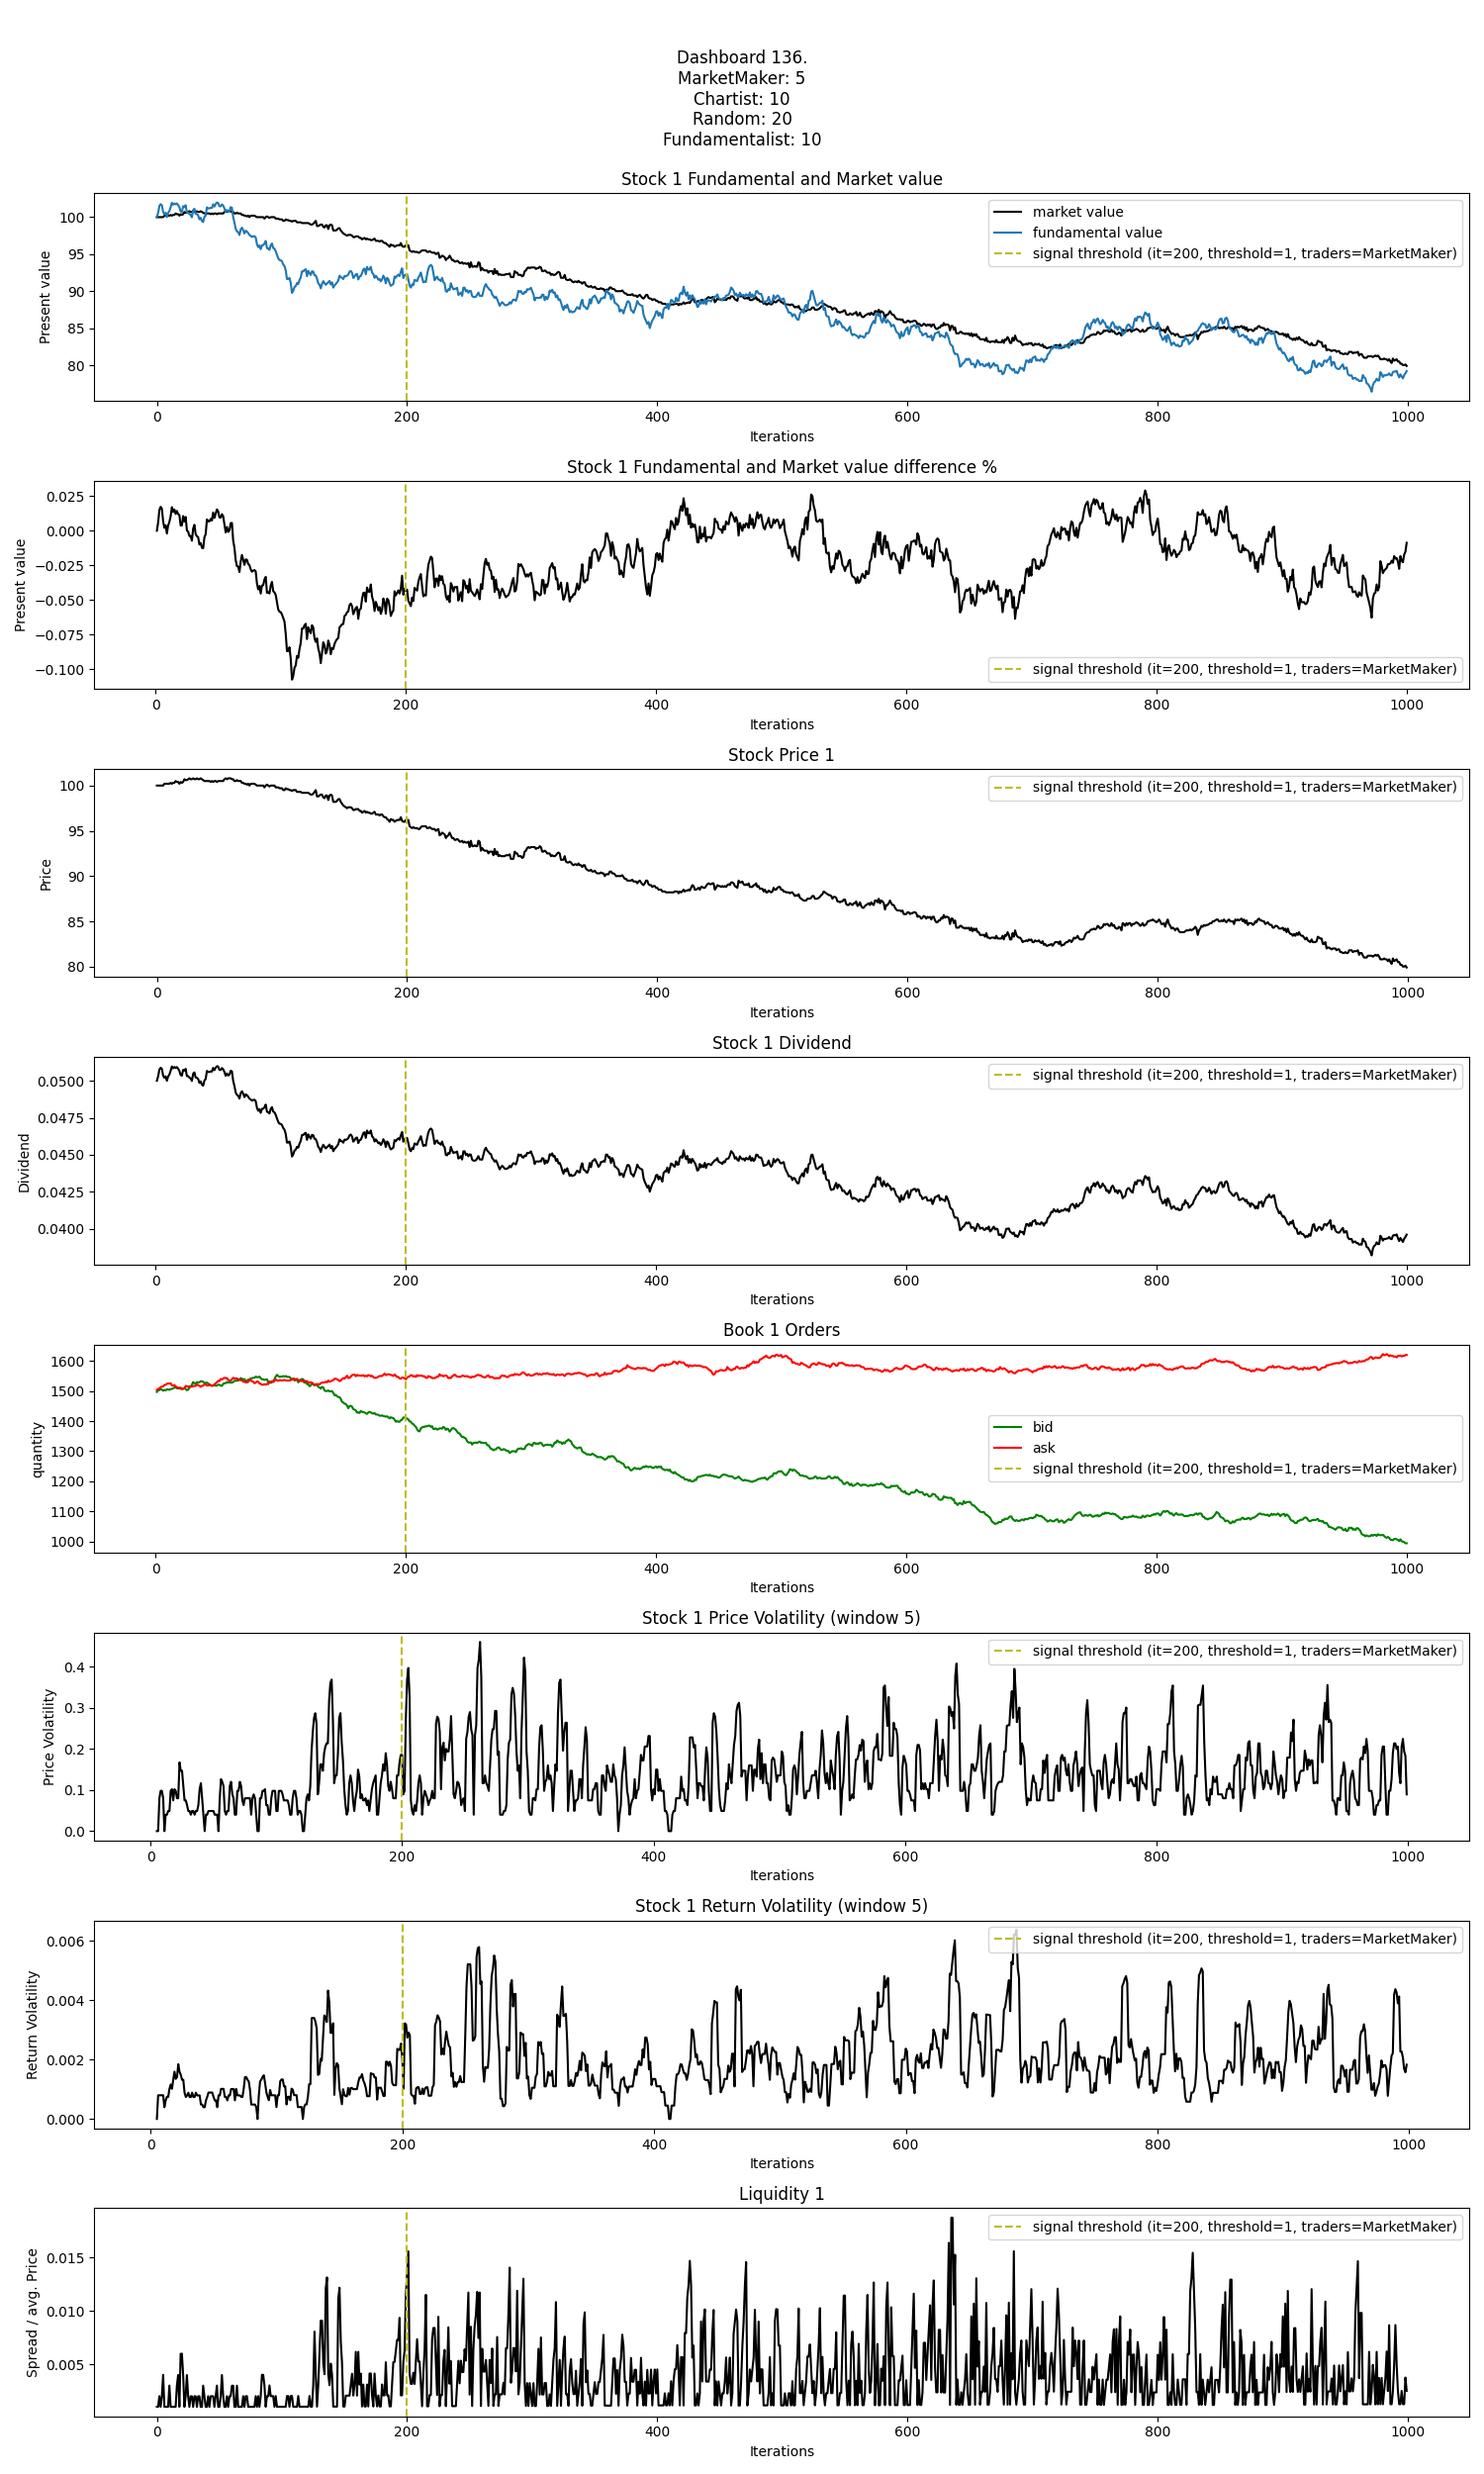 Dashboard 136.
MarketMaker: 5
Chartist: 10
Random: 20
Fundamentalist: 10
Stock 1 Fundamental and Market value
Present value
100
95
90
85
80
market value
fundamental value
signal threshold (it=200, threshold=1, traders=MarketMaker)
0 200 400 600 800 1000
Iterations
Stock 1 Fundamental and Market value difference %
Present value
0.025
0.000
−0.025
−0.050
−0.075
−0.100
signal threshold (it=200, threshold=1, traders=MarketMaker)
0 200 400 600 800 1000
Iterations
Stock Price 1
Price
100
95
90
85
80
signal threshold (it=200, threshold=1, traders=MarketMaker)
0 200 400 600 800 1000
Iterations
Stock 1 Dividend
Dividend
0.0500
0.0475
0.0450
0.0425
0.0400
signal threshold (it=200, threshold=1, traders=MarketMaker)
0 200 400 600 800 1000
Iterations
Book 1 Orders
quantity
1600
1500
1400
1300
1200
1100
1000
bid
ask
signal threshold (it=200, threshold=1, traders=MarketMaker)
0 200 400 600 800 1000
Iterations
Stock 1 Price Volatility (window 5)
Price Volatility
0.4
0.3
0.2
0.1
0.0
signal threshold (it=200, threshold=1, traders=MarketMaker)
0 200 400 600 800 1000
Iterations
Stock 1 Return Volatility (window 5)
Return Volatility
0.006
0.004
0.002
0.000
signal threshold (it=200, threshold=1, traders=MarketMaker)
0 200 400 600 800 1000
Iterations
Liquidity 1
Spread / avg. Price
0.015
0.010
0.005
signal threshold (it=200, threshold=1, traders=MarketMaker)
0 200 400 600 800 1000
Iterations